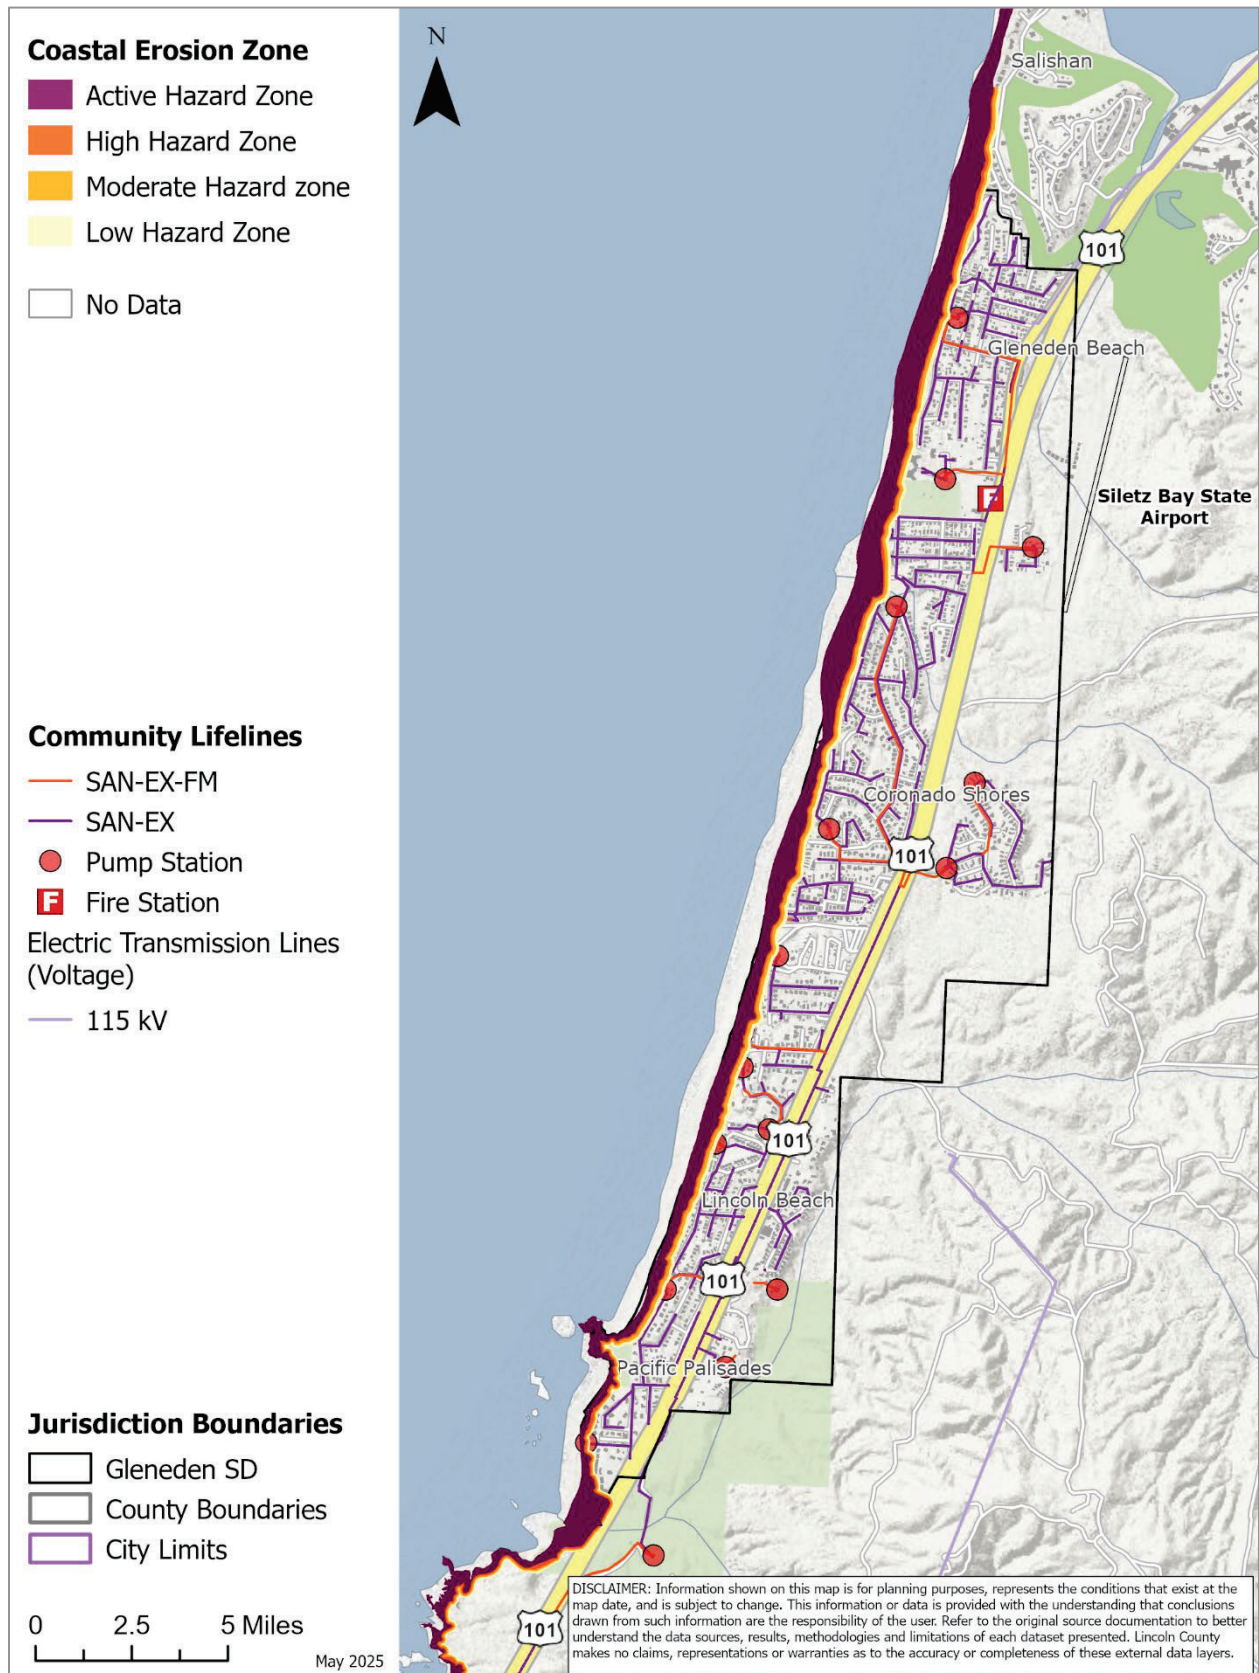 Coastal Erosion Zone
Active Hazard Zone
High Hazard Zone
Moderate Hazard zone
Low Hazard Zone
No Data
Community Lifelines
SAN-EX-FM
SAN-EX
Pump Station
F Fire Station
Electric Transmission Lines
(Voltage)
115 kV
Jurisdiction Boundaries
Gleneden SD
County Boundaries
City Limits
0 2.5 5 Miles
May 2025
N
Salishan
101
Gleneden Beach
F
Siletz Bay State
Airport
Coronado Shores
101
101
Lincoln Beach
101
Pacific Palisades
101
DISCLAIMER: Information shown on this map is for planning purposes, represents the conditions that exist at the
map date, and is subject to change. This information or data is provided with the understanding that conclusions
drawn from such information are the responsibility of the user. Refer to the original source documentation to better
understand the data sources, results, methodologies and limitations of each dataset presented. Lincoln County
makes no claims, representations or warranties as to the accuracy or completeness of these external data layers.